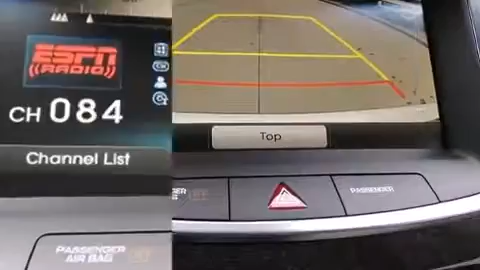 ESPN
((RADIO))
CH 084
Channel List
PASSENGER
AIR BAG
Top
PASSENGER